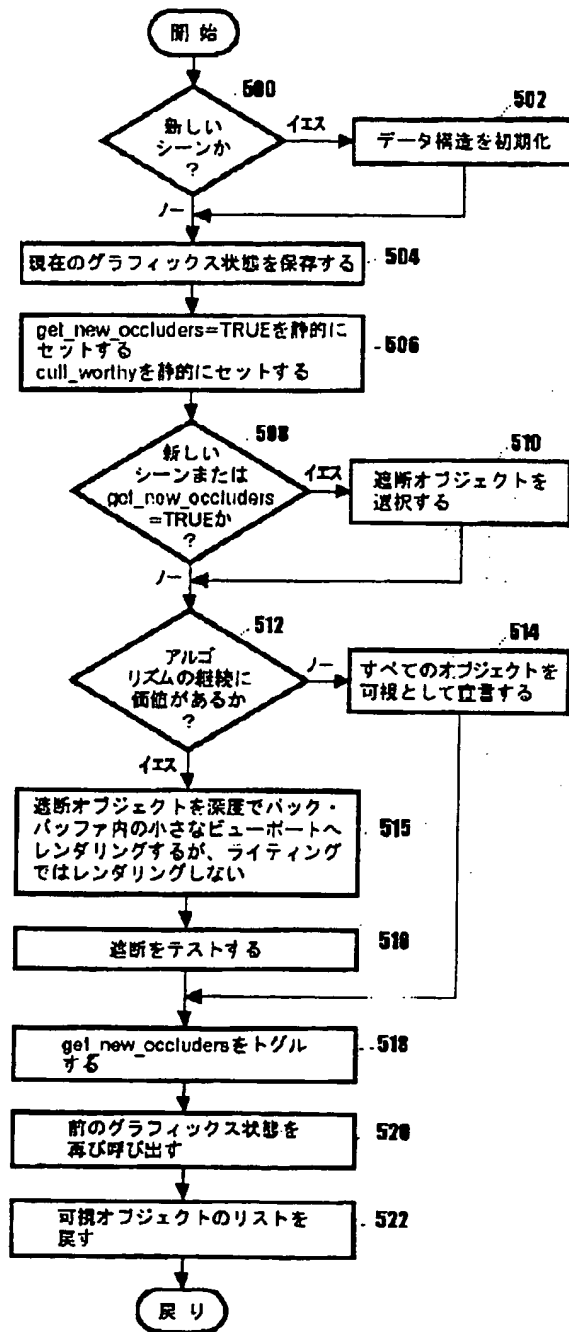 開始
500
新しい
シーンか
?
イエス
502
データ構造を初期化
ノー
現在のグラフィックス状態を保存する
504
get_new_occluders=TRUEを静的に
セットする
cull_worthyを静的にセットする
506
508
新しい
シーンまたは
get_new_occluders
=TRUEか
?
イエス
510
遮断オブジェクトを
選択する
ノー
512
アルゴ
リズムの継続に
価値があるか
?
ノー
514
すべてのオブジェクトを
可視として宣言する
イエス
遮断オブジェクトを深度でバック・
バッファ内の小さなビューポートへ
レンダリングするが、ライティング
ではレンダリングしない
515
遮断をテストする
516
get_new_occludersをトグル
する
518
前のグラフィックス状態を
再び呼び出す
520
可視オブジェクトのリストを
戻す
522
戻り